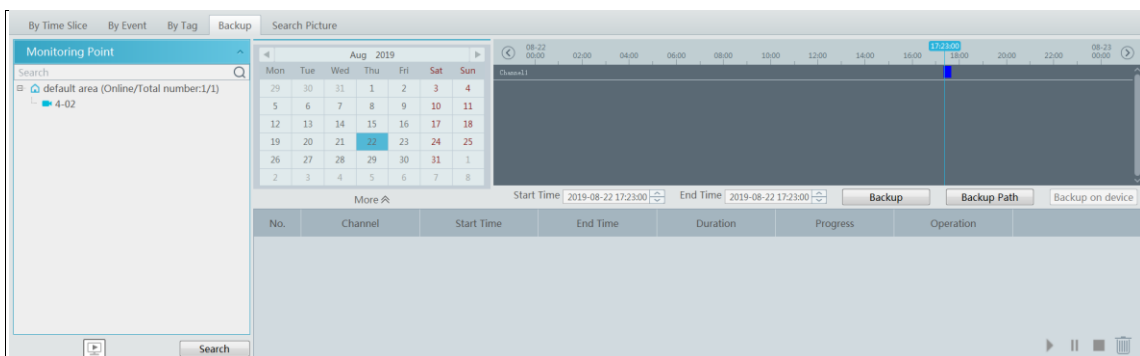 By Time Slice By Event By Tag Backup Search Picture
Monitoring Point
Search
default area (Online/Total number:1/1)
4-02
Aug 2019
Mon Tue Wed Thu Fri Sat Sun
29 30 31 1 2 3 4
5 6 7 8 9 10 11
12 13 14 15 16 17 18
19 20 21 22 23 24 25
26 27 28 29 30 31 1
2 3 4 5 6 7 8
More
17:23:00
08-22 08-23
00:00 02:00 04:00 06:00 08:00 10:00 12:00 14:00 16:00 18:00 20:00 22:00 00:00
Channel1
Start Time 2019-08-22 17:23:00 End Time 2019-08-22 17:23:00 Backup Backup Path Backup on device
No. Channel Start Time End Time Duration Progress Operation
Search